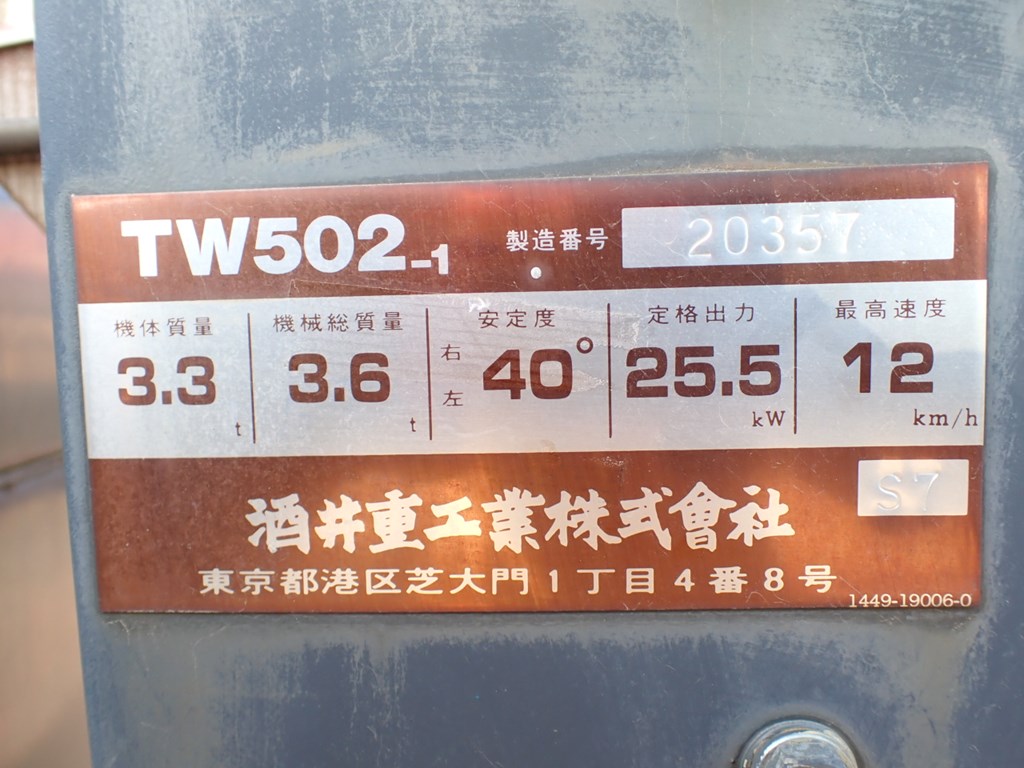 TW502-1 製造番号 20357
機体質量 機械総質量 安定度 定格出力 最高速度
3.3 t 3.6 t 右 左 40° 25.5 kW 12 km/h
S7
酒井重工業株式會社
東京都港区芝大門1丁目4番8号
1449-19006-0